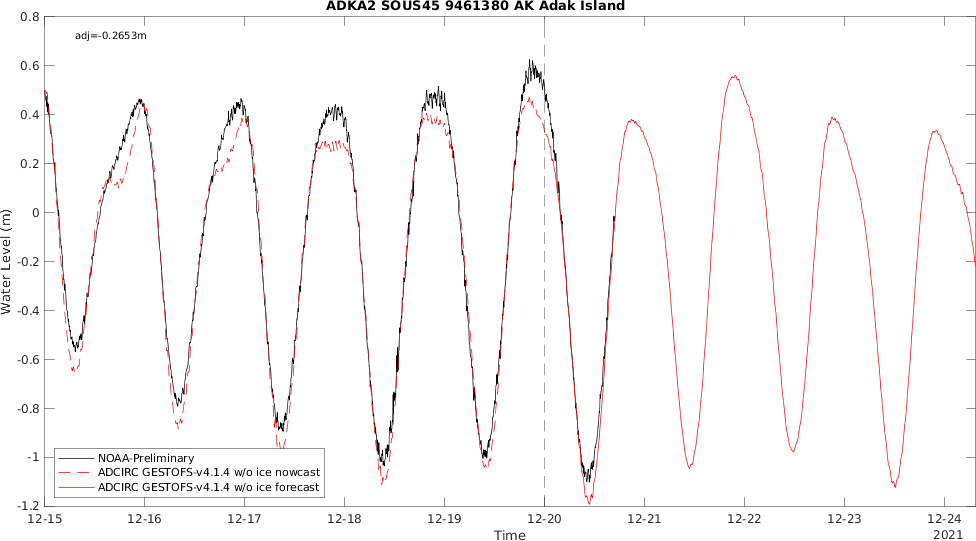 ADKA2 SOUS45 9461380 AK Adak Island
adj=-0.2653m
0.8
0.6
0.4
0.2
0
-0.2
-0.4
-0.6
-0.8
-1
-1.2
Water Level (m)
NOAA-Preliminary
ADCIRC GESTOFS-v4.1.4 w/o ice nowcast
ADCIRC GESTOFS-v4.1.4 w/o ice forecast
12-15 12-16 12-17 12-18 12-19 12-20 12-21 12-22 12-23 12-24
2021
Time